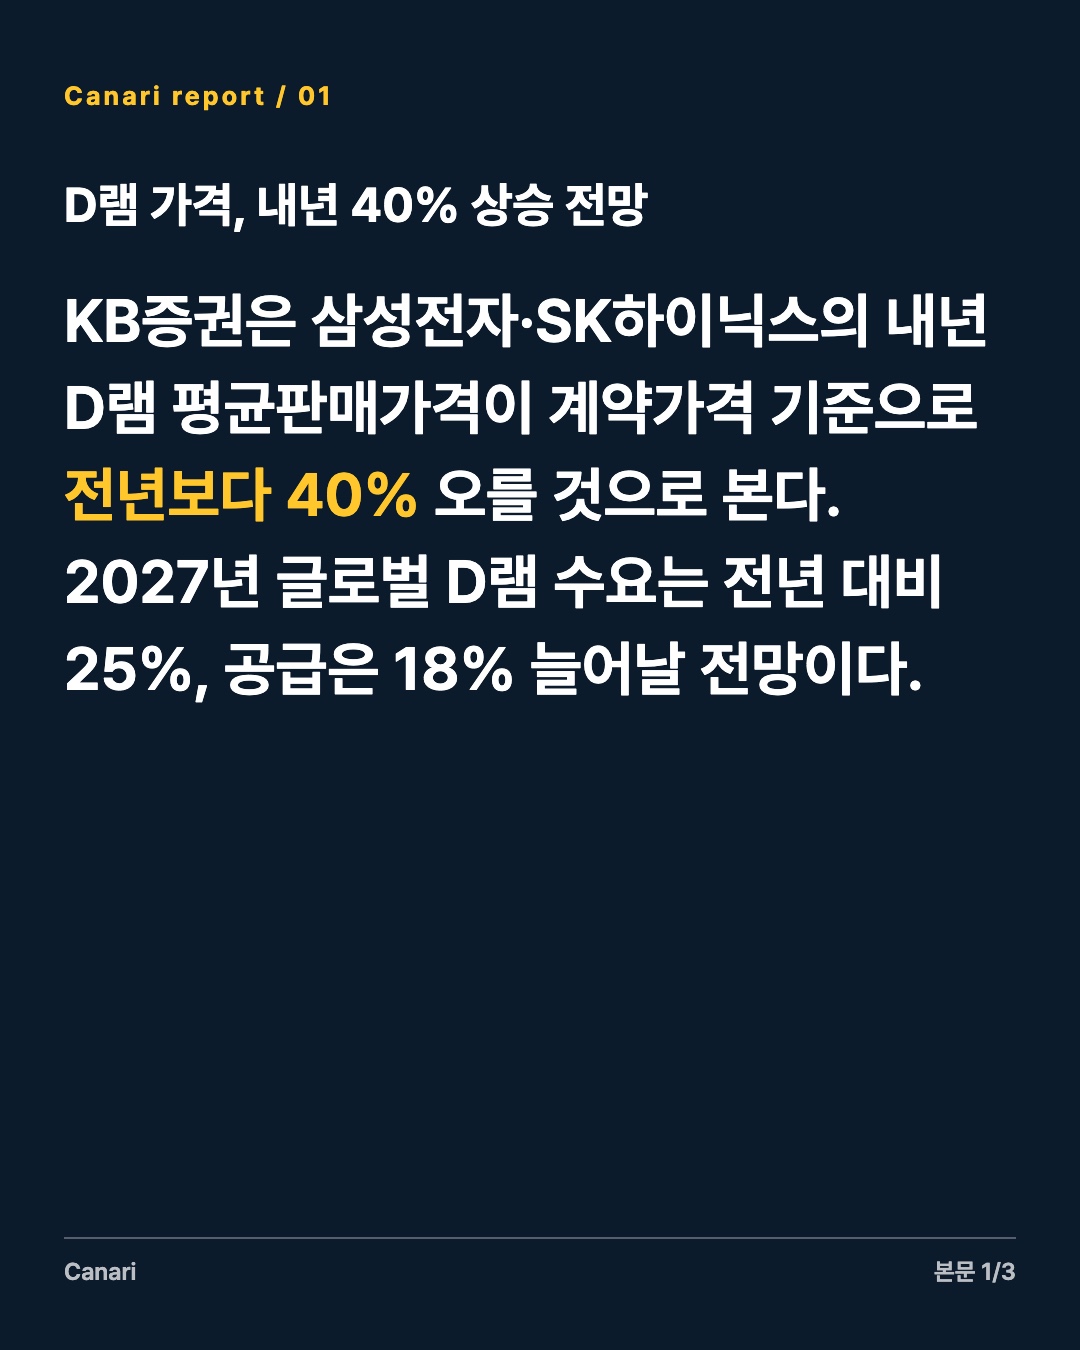 Canari report / 01
D램 가격, 내년 40% 상승 전망
KB증권은 삼성전자·SK하이닉스의 내년
D램 평균판매가격이 계약가격 기준으로
전년보다 40% 오를 것으로 본다.
2027년 글로벌 D램 수요는 전년 대비
25%, 공급은 18% 늘어날 전망이다.
Canari
본문 1/3